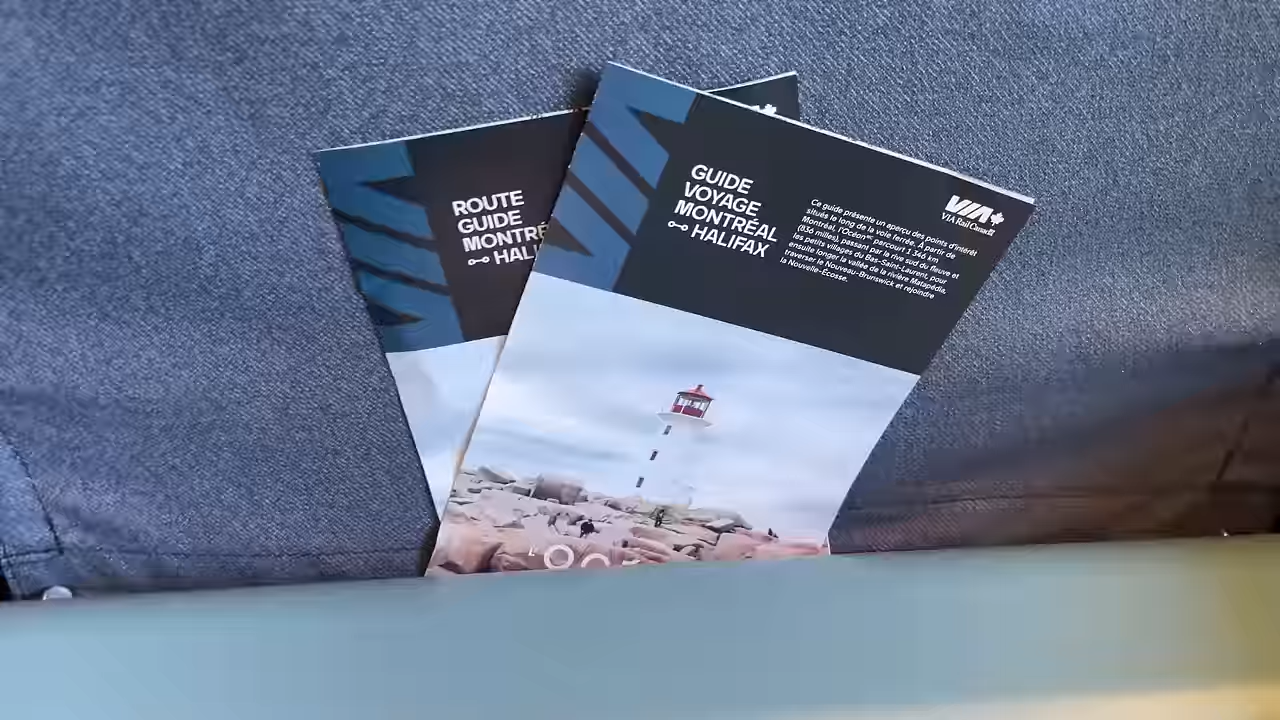 ROUTE
GUIDE
MONTRÉ
HAL
GUIDE
VOYAGE
MONTRÉAL
HALIFAX
Ce guide présente un aperçu des points d'intérêt
situés le long de la voie ferrée. À partir de
Montréal, l'Océan parcourt 1 346 km
(836 milles), passant par la rive sud du fleuve et
les petits villages du Bas-Saint-Laurent, pour
ensuite longer la vallée de la rivière Matapédia,
traverser le Nouveau-Brunswick et rejoindre
la Nouvelle-Écosse.
VIA
VIA Rail Canada
VIA